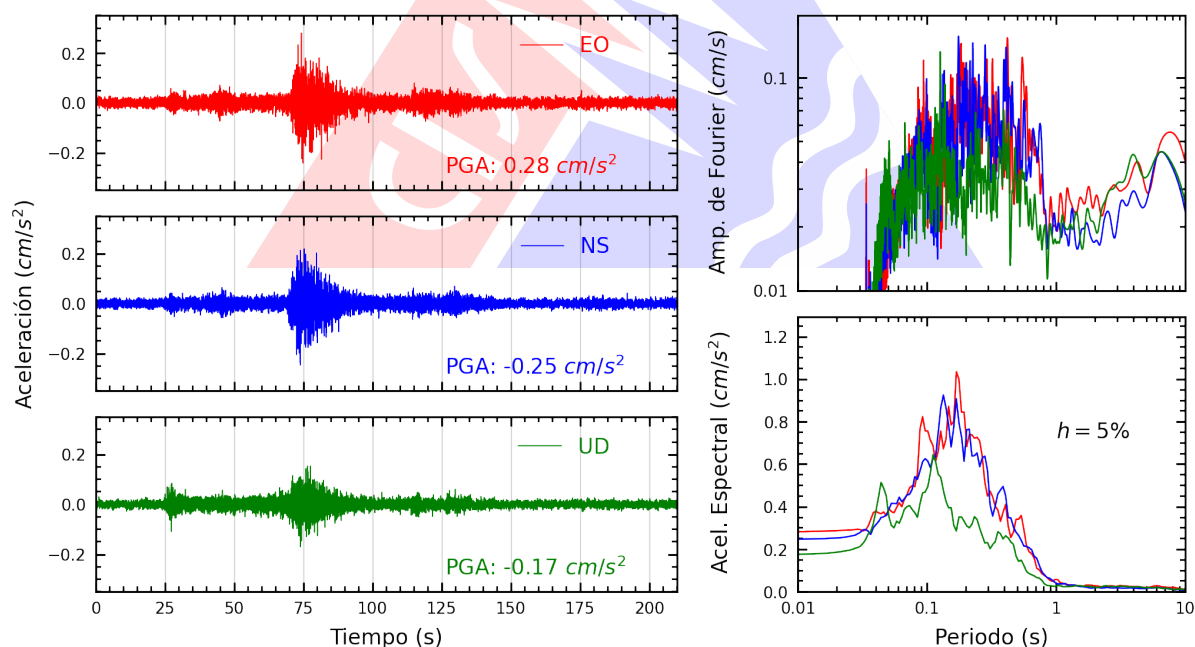 Aceleración (cm/s²)
0.2
0.0
−0.2
EO
PGA: 0.28 cm/s²
0.2
0.0
−0.2
NS
PGA: -0.25 cm/s²
0.2
0.0
−0.2
UD
PGA: -0.17 cm/s²
0 25 50 75 100 125 150 175 200
Tiempo (s)
Amp. de Fourier (cm/s)
0.1
0.01
Acel. Espectral (cm/s²)
1.2
1.0
0.8
0.6
0.4
0.2
0.0
h = 5%
0.01 0.1 1 10
Periodo (s)